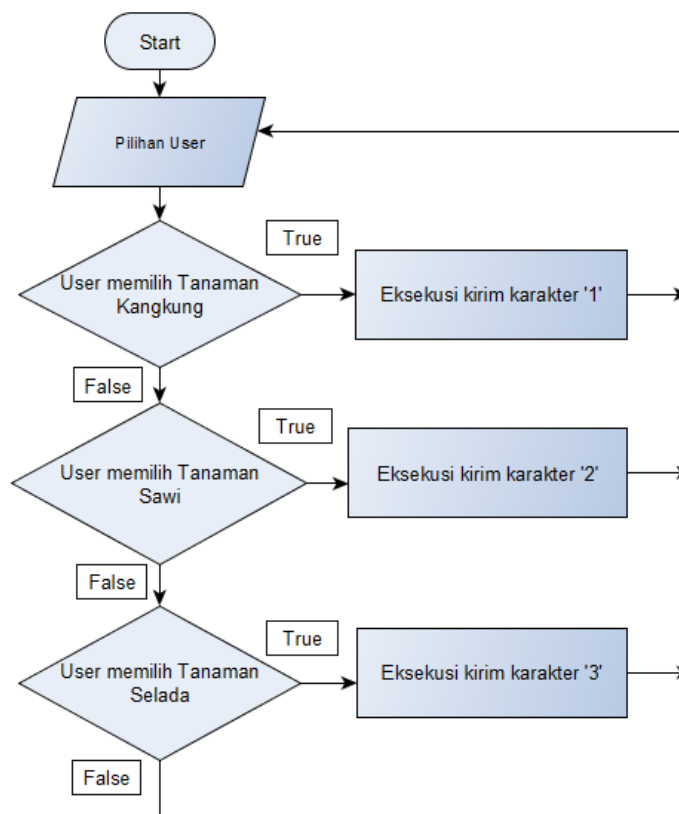 Start
Pilihan User
True
User memilih Tanaman
Kangkung
Eksekusi kirim karakter '1'
False
True
User memilih Tanaman
Sawi
Eksekusi kirim karakter '2'
False
True
User memilih Tanaman
Selada
Eksekusi kirim karakter '3'
False